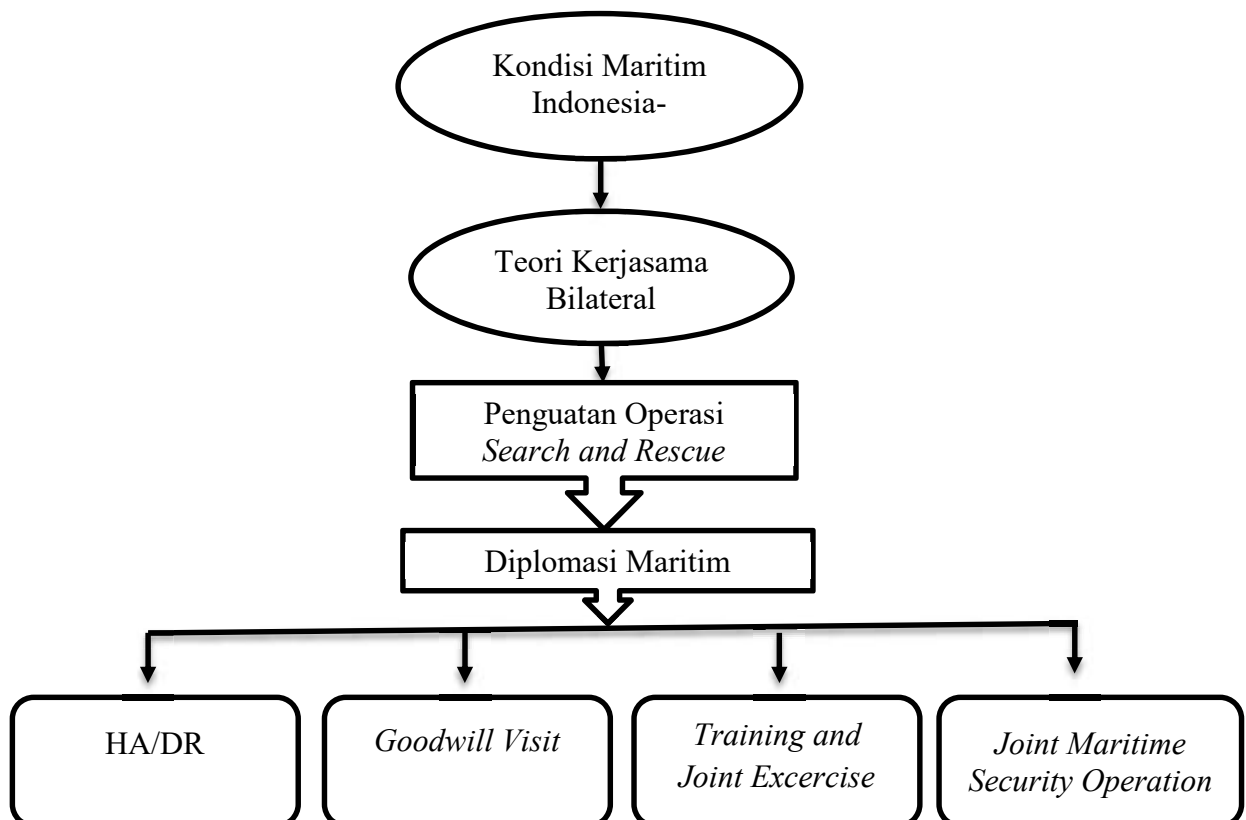 Kondisi Maritim
Indonesia-
Teori Kerjasama
Bilateral
Penguatan Operasi
Search and Rescue
Diplomasi Maritim
HA/DR
Goodwill Visit
Training and
Joint Excercise
Joint Maritime
Security Operation